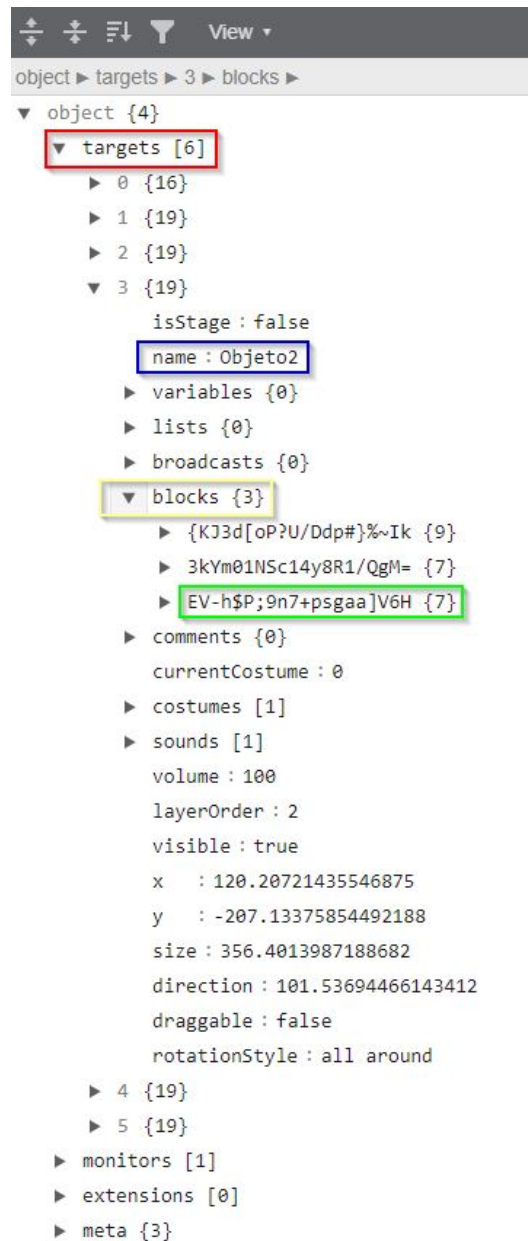 View ▾
object ► targets ► 3 ► blocks ►
▼ object {4}
▼ targets [6]
► 0 {16}
► 1 {19}
► 2 {19}
▼ 3 {19}
isStage : false
name : Objeto2
► variables {0}
► lists {0}
► broadcasts {0}
▼ blocks {3}
► {KJ3d[oP?U/Ddp#}%~Ik {9}
► 3kYm01NSc14y8R1/QgM= {7}
► EV-h$P;9n7+psgaa]V6H {7}
► comments {0}
currentCostume : 0
► costumes [1]
► sounds [1]
volume : 100
layerOrder : 2
visible : true
x : 120.20721435546875
y : -207.13375854492188
size : 356.4013987188682
direction : 101.53694466143412
draggable : false
rotationStyle : all around
► 4 {19}
► 5 {19}
► monitors [1]
► extensions [0]
► meta {3}